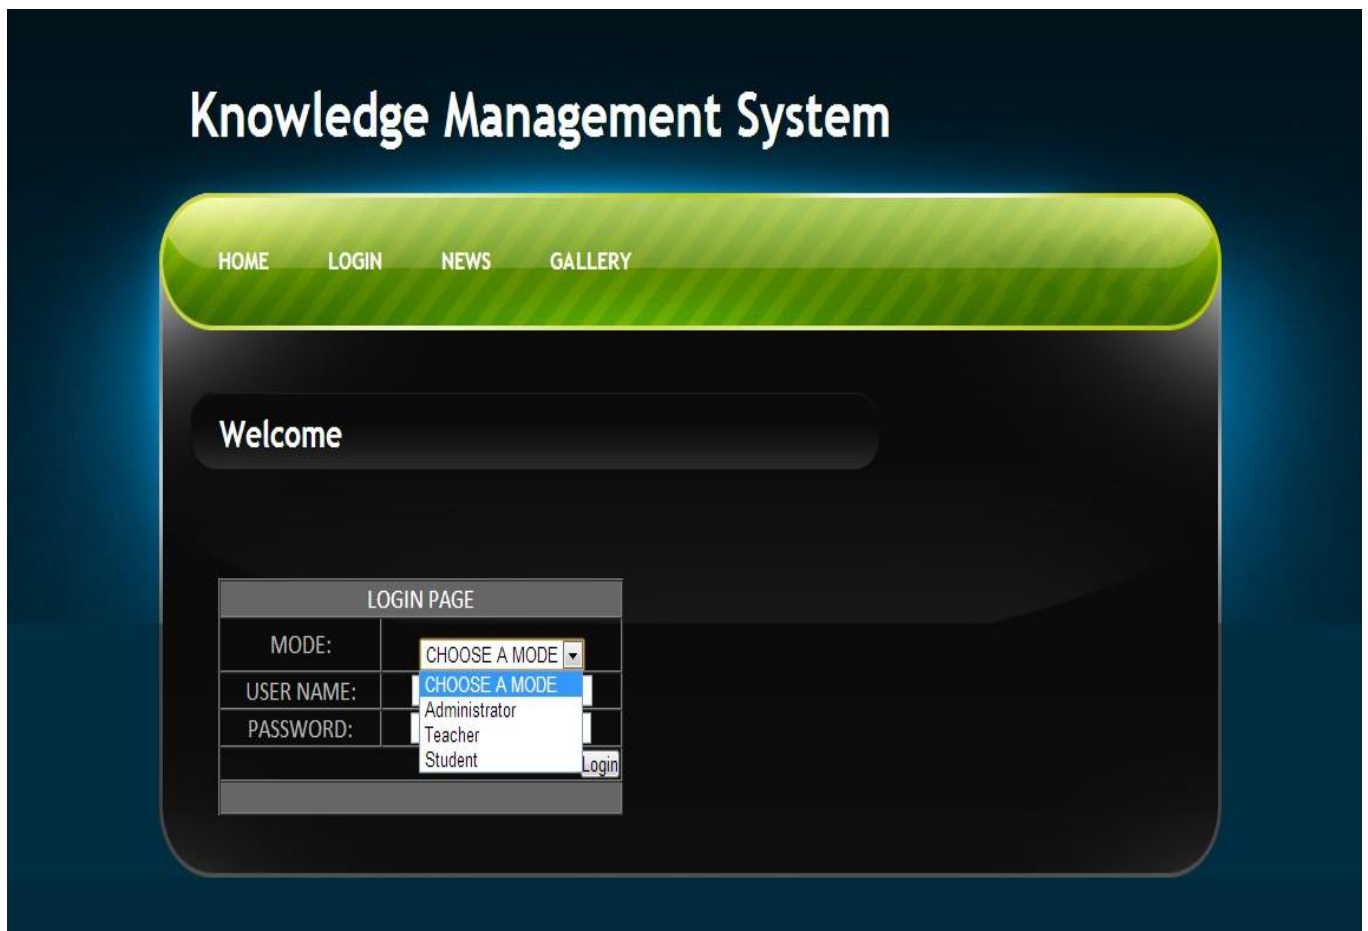 Knowledge Management System
HOME LOGIN NEWS GALLERY
Welcome
LOGIN PAGE
MODE: CHOOSE A MODE
CHOOSE A MODE
USER NAME:
Administrator
PASSWORD:
Teacher
Student
Login